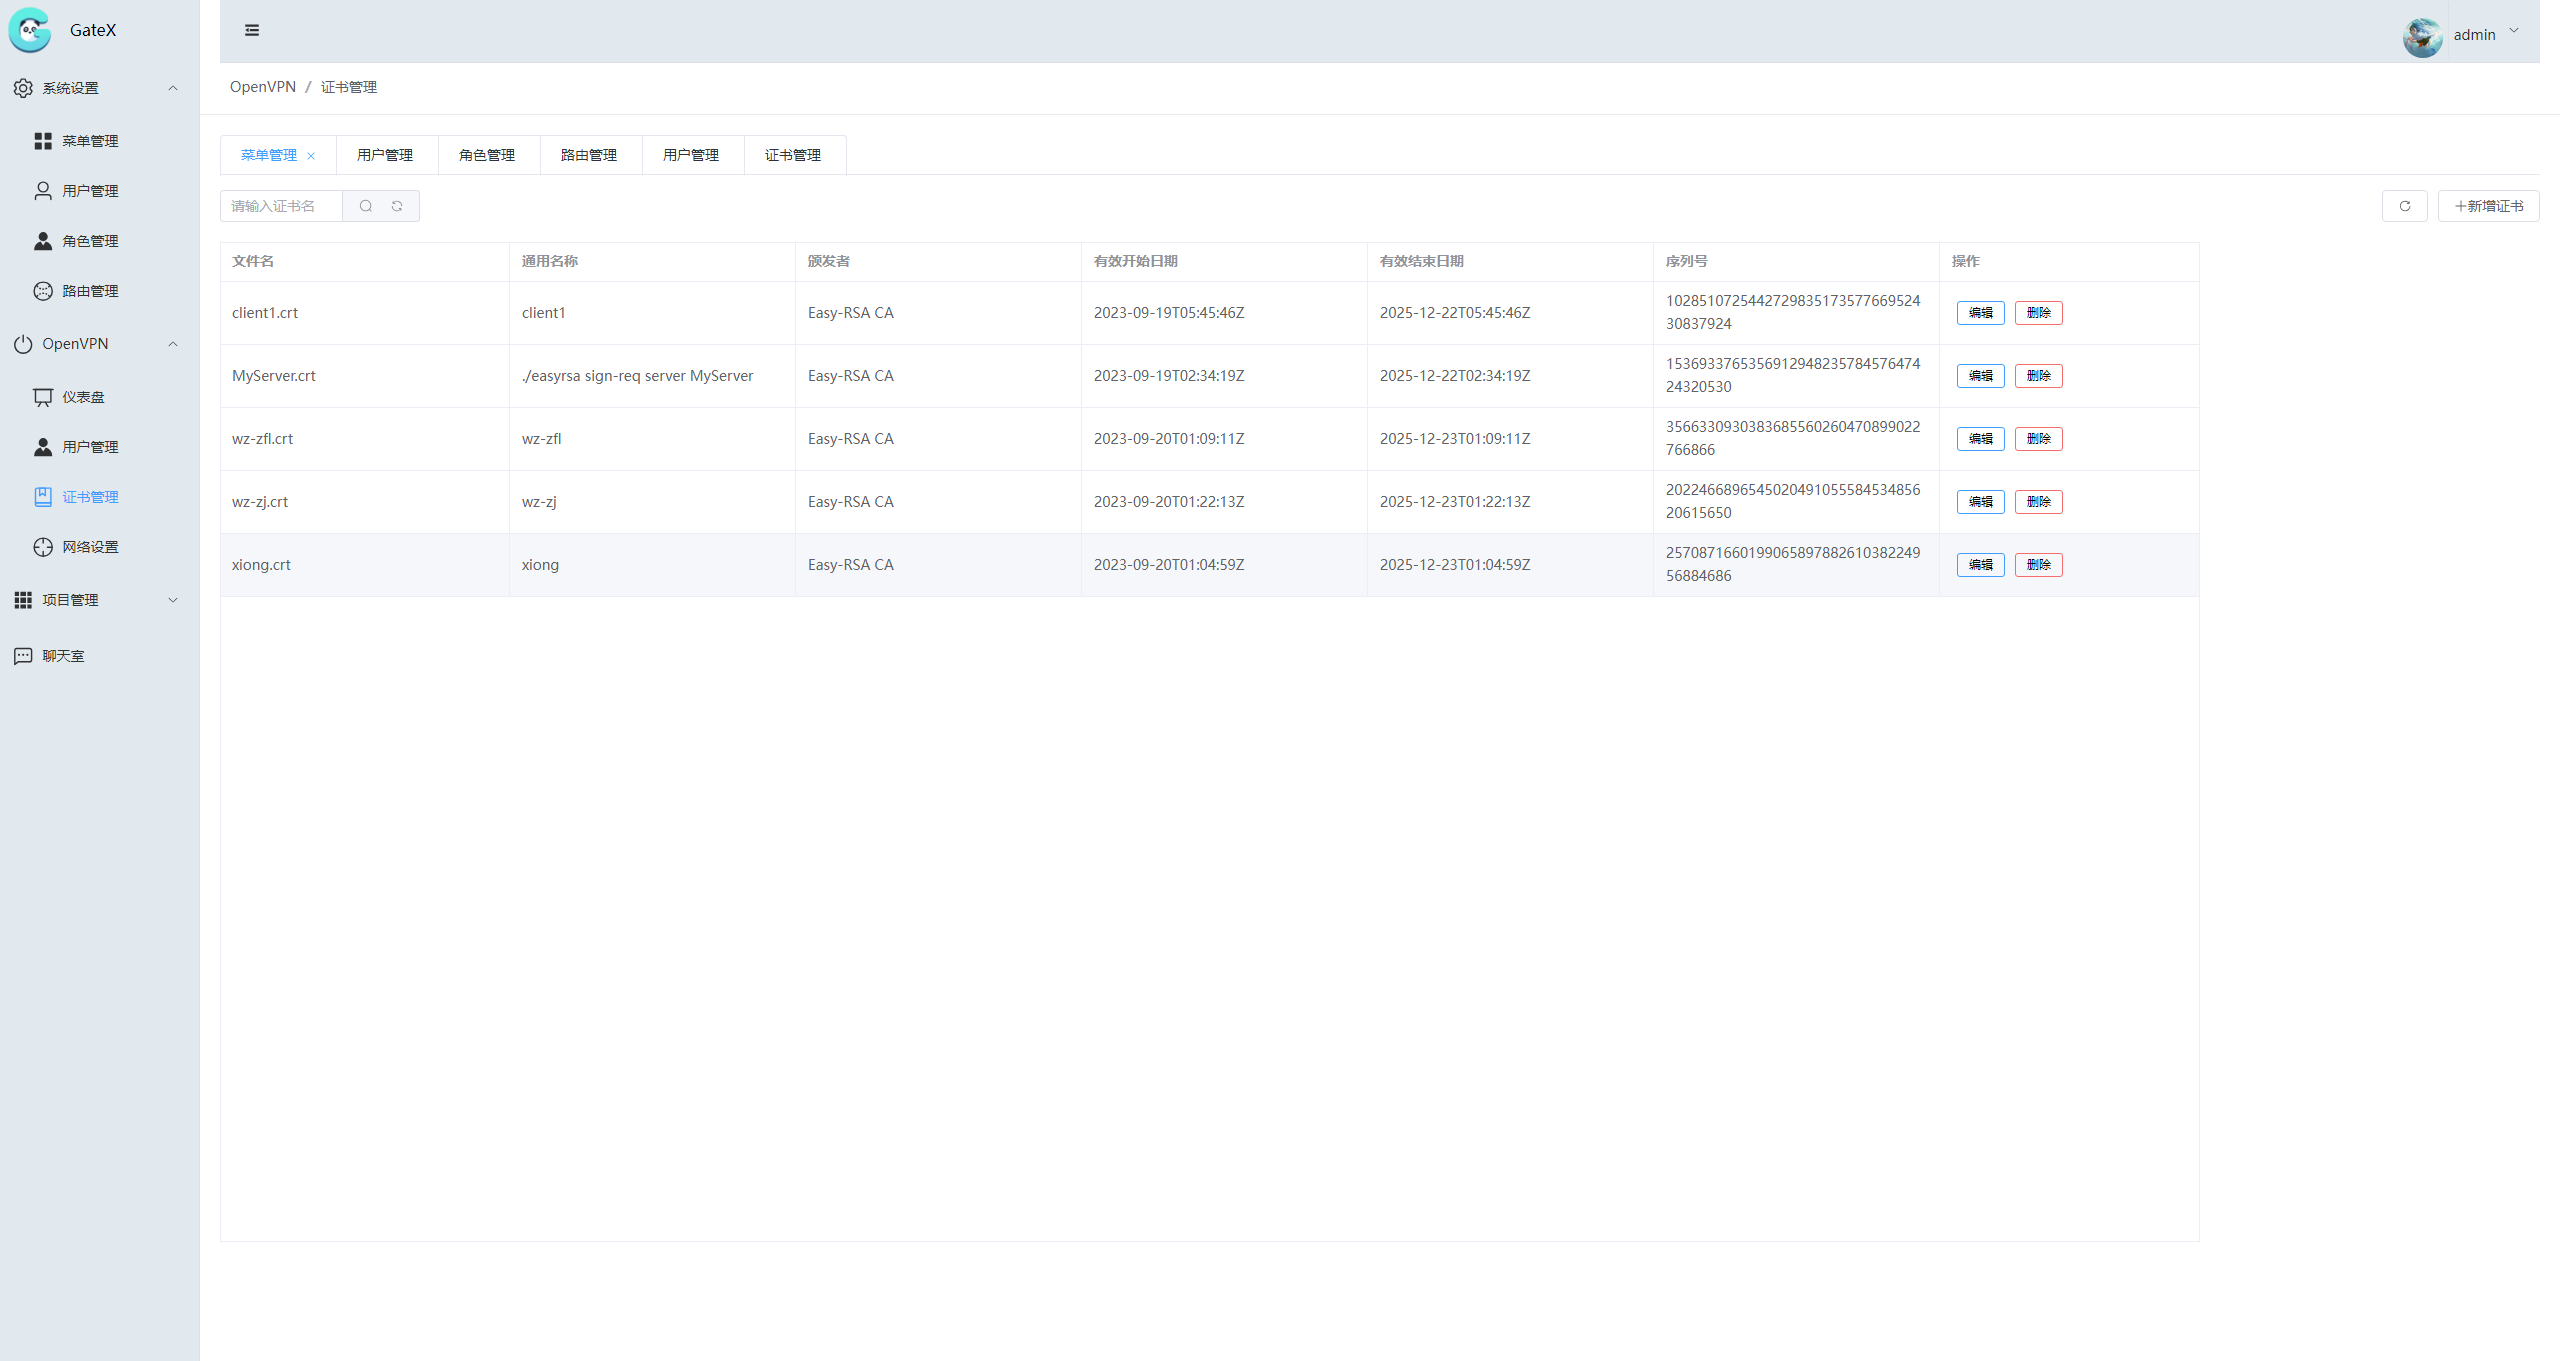 GateX
admin
系统设置
菜单管理
用户管理
角色管理
路由管理
OpenVPN
仪表盘
用户管理
证书管理
网络设置
项目管理
聊天室
OpenVPN / 证书管理
菜单管理 用户管理 角色管理 路由管理 用户管理 证书管理
请输入证书名
新增证书
文件名 通用名称 颁发者 有效开始日期 有效结束日期 序列号 操作
client1.crt client1 Easy-RSA CA 2023-09-19T05:45:46Z 2025-12-22T05:45:46Z 102851072544272983517357766952430837924 编辑 删除
MyServer.crt ./easyrsa sign-req server MyServer Easy-RSA CA 2023-09-19T02:34:19Z 2025-12-22T02:34:19Z 153693376535691294823578457647424320530 编辑 删除
wz-zfl.crt wz-zfl Easy-RSA CA 2023-09-20T01:09:11Z 2025-12-23T01:09:11Z 3566330930383685560260470899022766866 编辑 删除
wz-zj.crt wz-zj Easy-RSA CA 2023-09-20T01:22:13Z 2025-12-23T01:22:13Z 202246689654502049105558453485620615650 编辑 删除
xiong.crt xiong Easy-RSA CA 2023-09-20T01:04:59Z 2025-12-23T01:04:59Z 257087166019906589788261038224956884686 编辑 删除